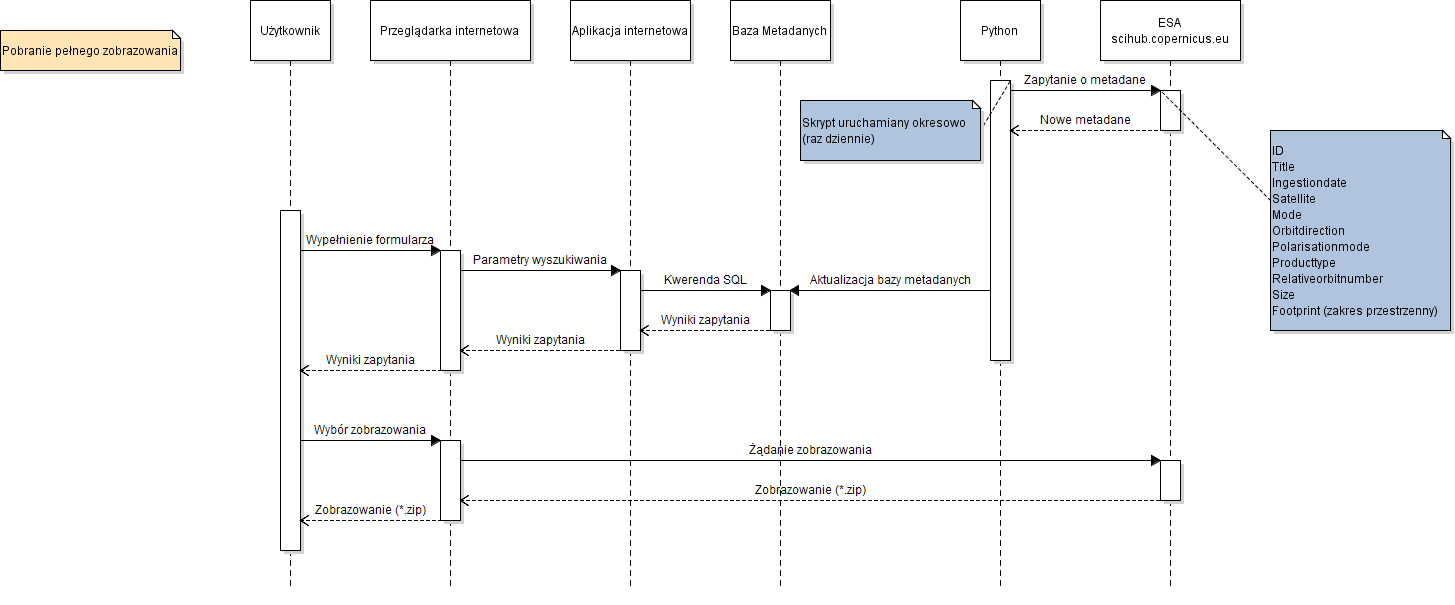 Użytkownik
Przeglądarka internetowa
Aplikacja internetowa
Baza Metadanych
Python
ESA
scihub.copernicus.eu
Pobranie pełnego zobrazowania
Zapytanie o metadane
Skrypt uruchamiany okresowo
(raz dziennie)
Nowe metadane
ID
Title
Ingestiondate
Satellite
Mode
Orbitdirection
Polarisationmode
Producttype
Relativeorbitnumber
Size
Footprint (zakres przestrzenny)
Wypełnienie formularza
Parametry wyszukiwania
Kwerenda SQL
Aktualizacja bazy metadanych
Wyniki zapytania
Wyniki zapytania
Wyniki zapytania
Wybór zobrazowania
Żądanie zobrazowania
Zobrazowanie (*.zip)
Zobrazowanie (*.zip)